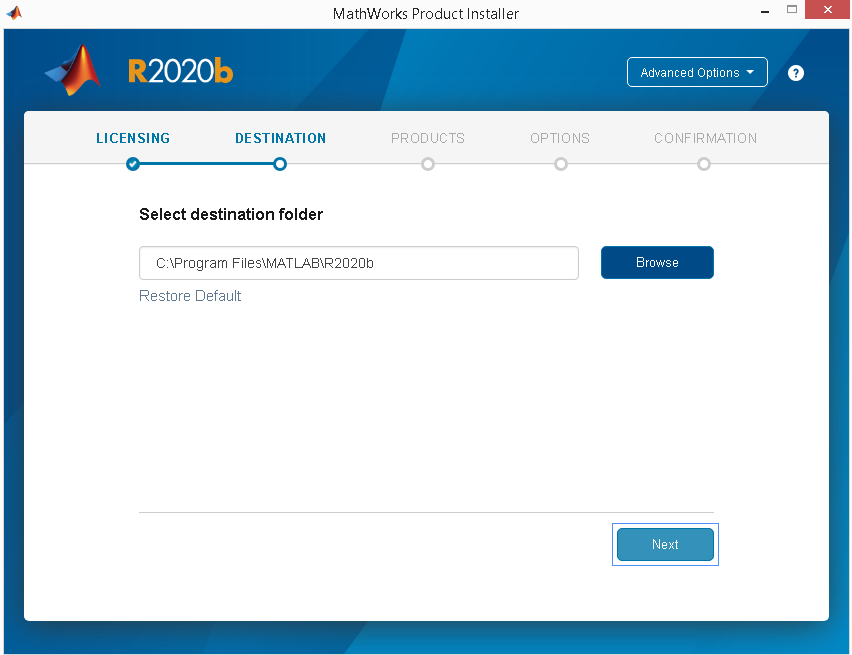 MathWorks Product Installer
R2020b
Advanced Options
?
LICENSING DESTINATION PRODUCTS OPTIONS CONFIRMATION
Select destination folder
C:\Program Files\MATLAB\R2020b Browse
Restore Default
Next